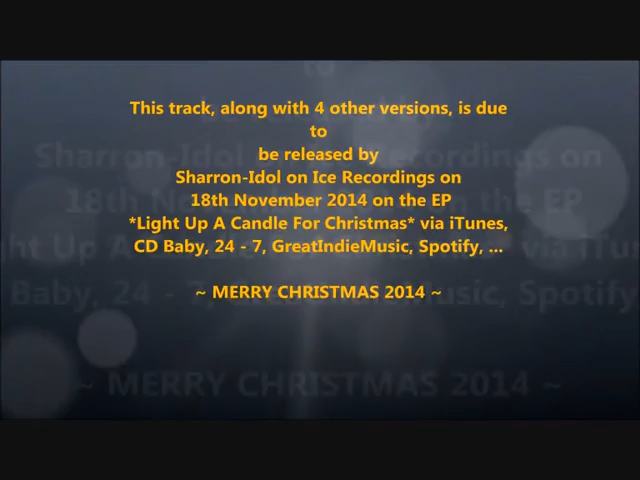 This track, along with 4 other versions, is due
to
be released by
Sharron-Idol on Ice Recordings on
18th November 2014 on the EP
*Light Up A Candle For Christmas* via iTunes,
CD Baby, 24 - 7, GreatIndieMusic, Spotify, ...
~ MERRY CHRISTMAS 2014 ~